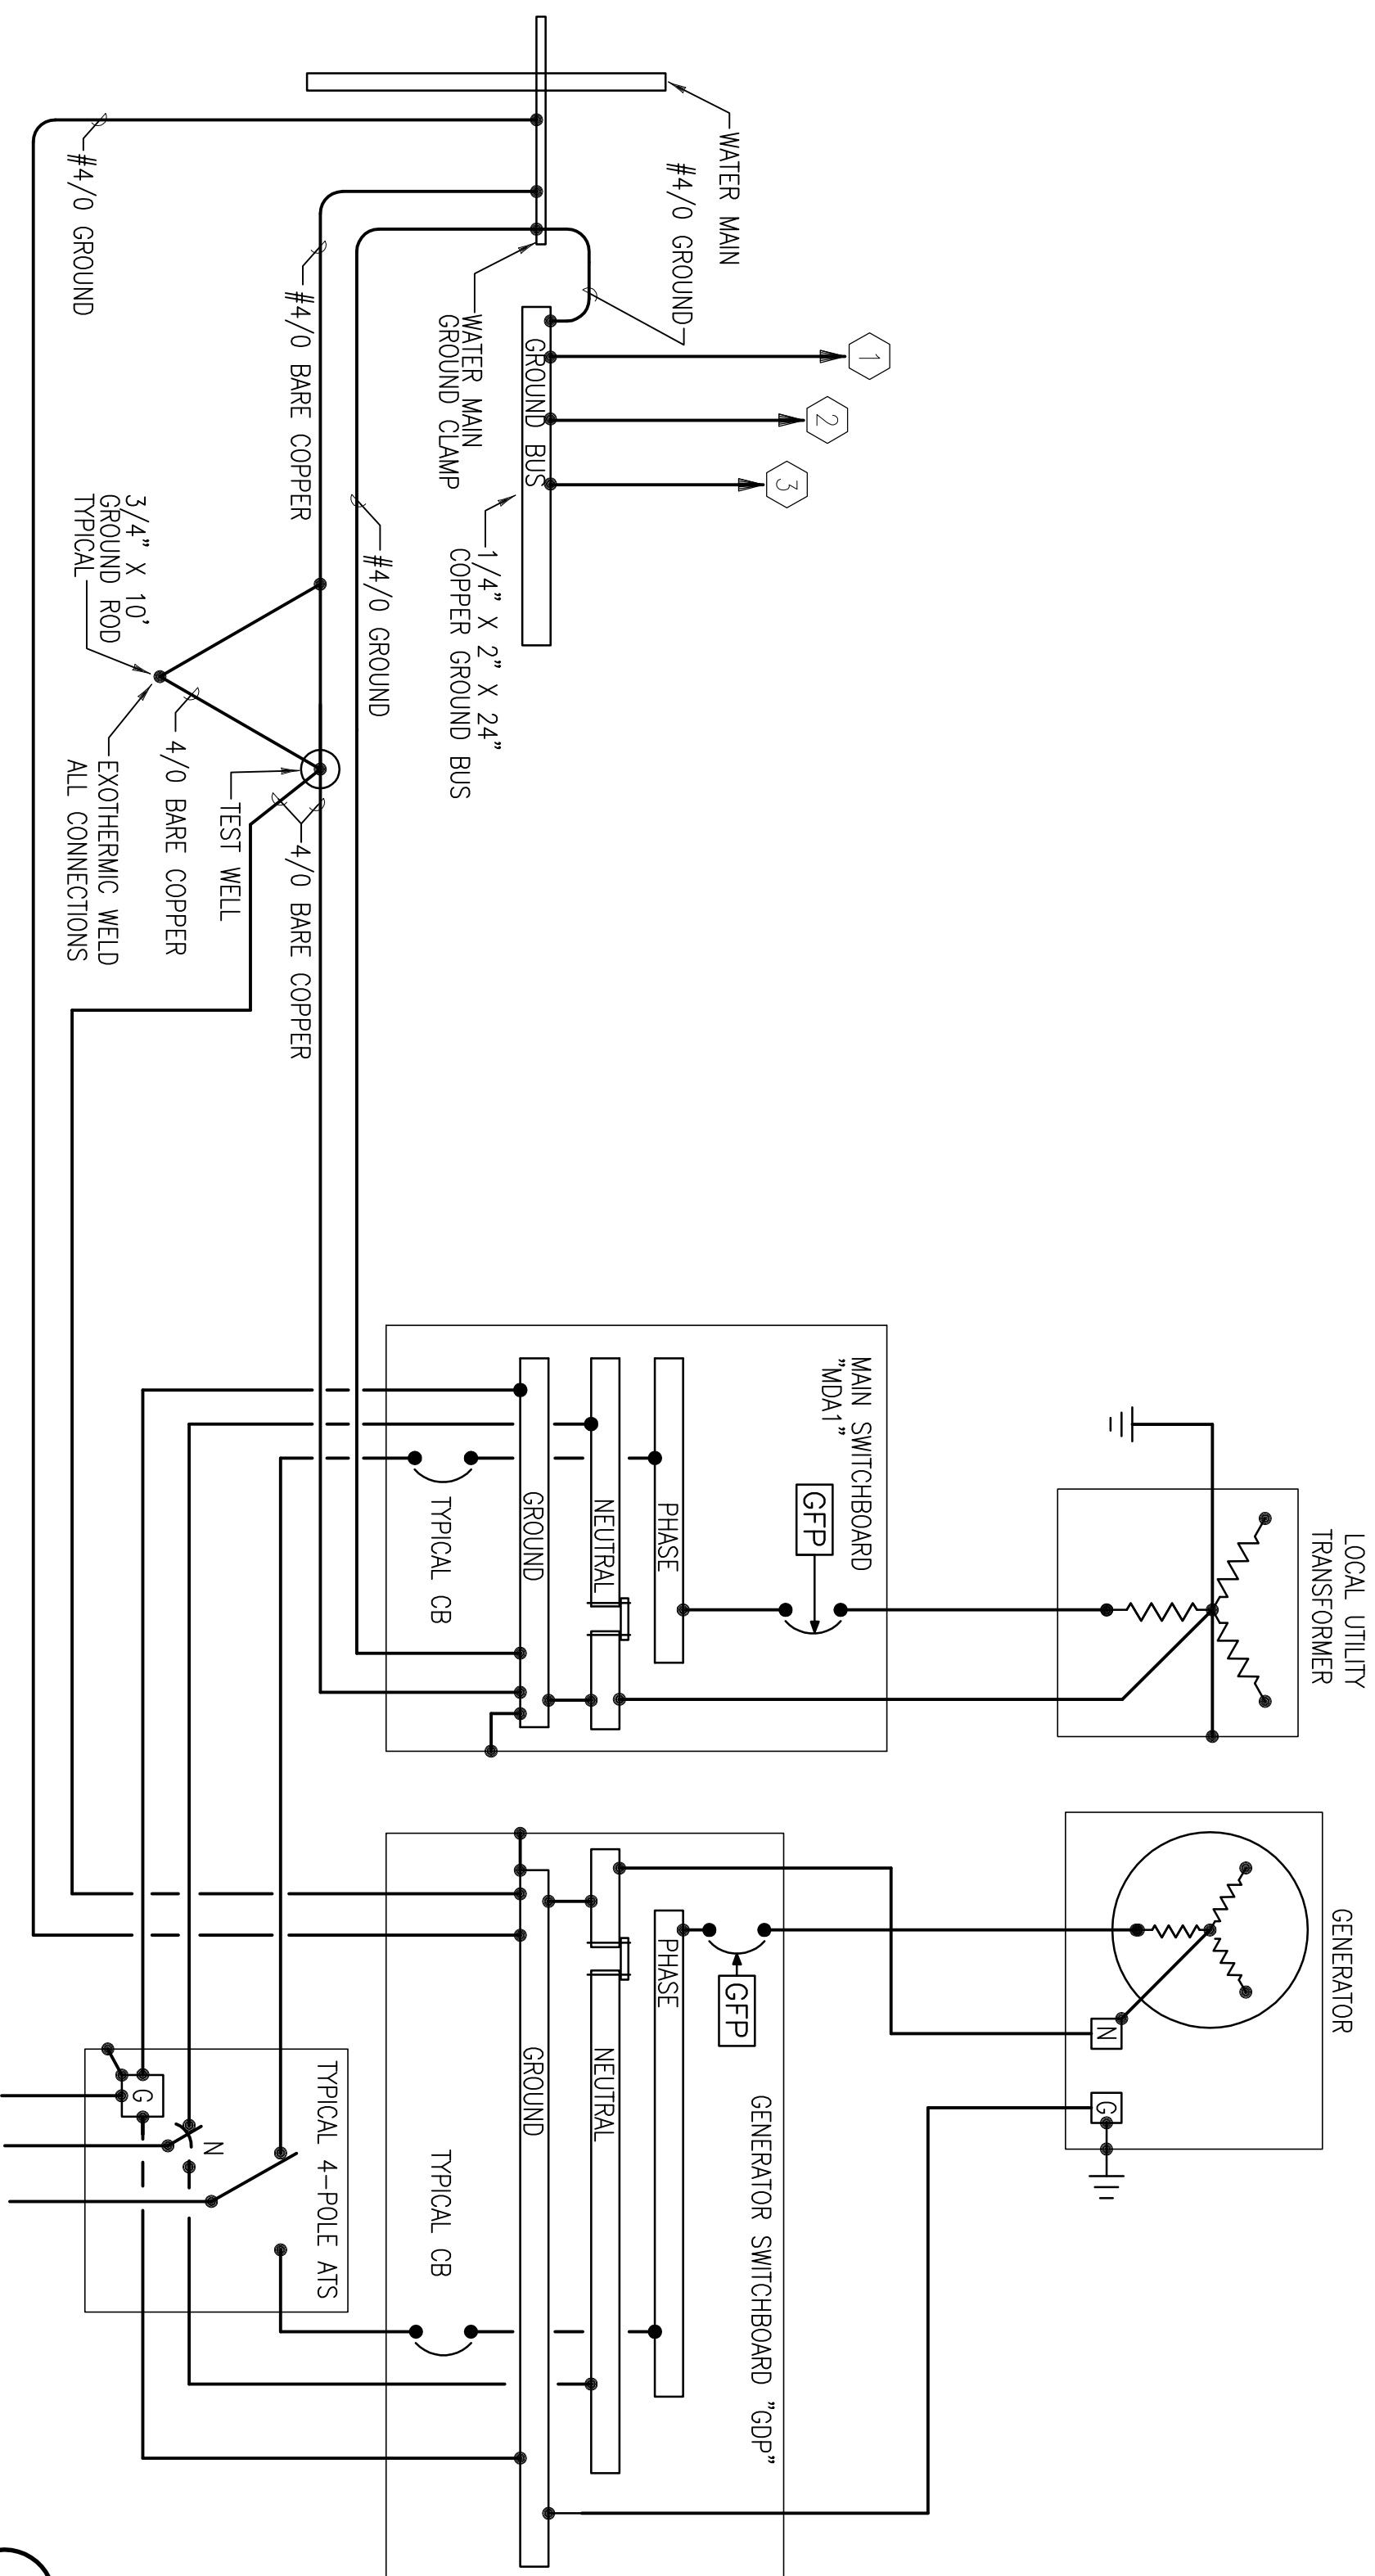 LOCAL UTILITY
TRANSFORMER
GENERATOR
N
G
MAIN SWITCHBOARD
"MDA1"
GFP
PHASE
NEUTRAL
GROUND
TYPICAL CB
GENERATOR SWITCHBOARD "GDP"
GFP
PHASE
NEUTRAL
GROUND
TYPICAL CB
TYPICAL 4-POLE ATS
N
G
WATER MAIN
#4/0 GROUND
1
2
3
GROUND BUS
WATER MAIN
GROUND CLAMP
1/4" X 2" X 24"
COPPER GROUND BUS
#4/0 GROUND
#4/0 BARE COPPER
4/0 BARE COPPER
TEST WELL
4/0 BARE COPPER
3/4" X 10'
GROUND ROD
TYPICAL
EXOTHERMIC WELD
ALL CONNECTIONS
#4/0 GROUND